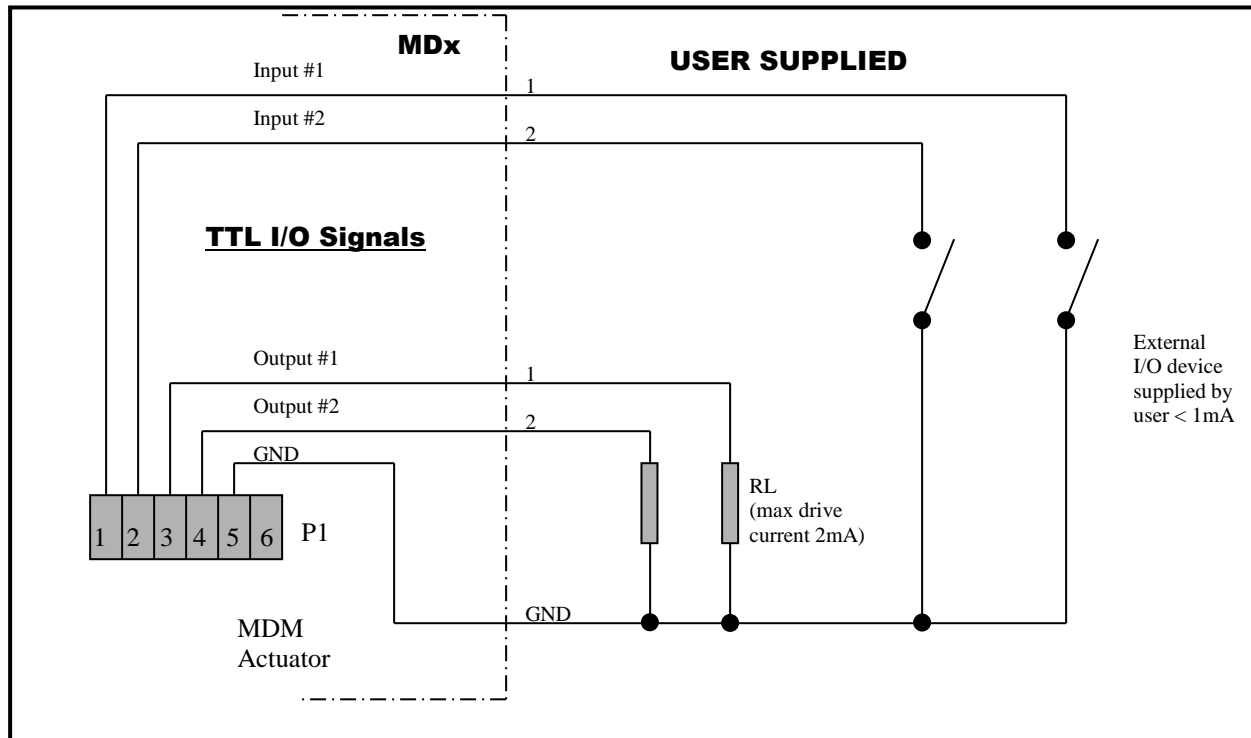 MDx
USER SUPPLIED
Input #1
1
Input #2
2
TTL I/O Signals
Output #1
1
Output #2
2
GND
External
I/O device
supplied by
user < 1mA
RL
(max drive
current 2mA)
1 2 3 4 5 6
P1
GND
MDM
Actuator